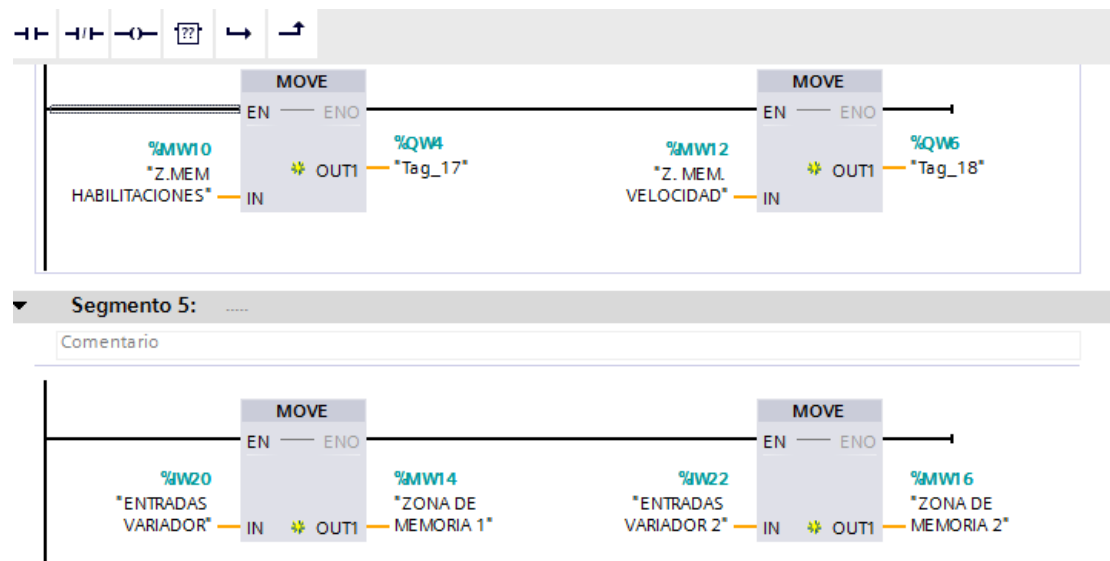 ??
MOVE MOVE
EN ENO EN ENO
%MW10 %QW4 %MW12 %QW6
"Z.MEM OUT1 "Tag_17" "Z. MEM. OUT1 "Tag_18"
HABILITACIONES" IN VELOCIDAD" IN
Segmento 5: .....
Comentario
MOVE MOVE
EN ENO EN ENO
%IW20 %MW14 %IW22 %MW16
"ENTRADAS "ZONA DE "ENTRADAS "ZONA DE
VARIADOR" IN OUT1 MEMORIA 1" VARIADOR 2" IN OUT1 MEMORIA 2"